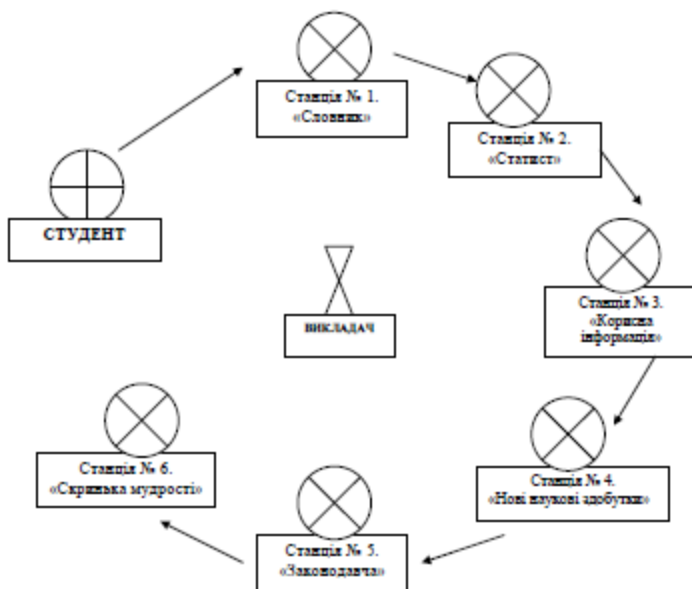 Станція № 1.
«Словник»
Станція № 2.
«Статист»
СТУДЕНТ
Станція № 3.
«Корисна
інформація»
ВИКЛАДАЧ
Станція № 6.
«Скринька мудрості»
Станція № 4.
«Нові наукові здобутки»
Станція № 5.
«Законодавча»